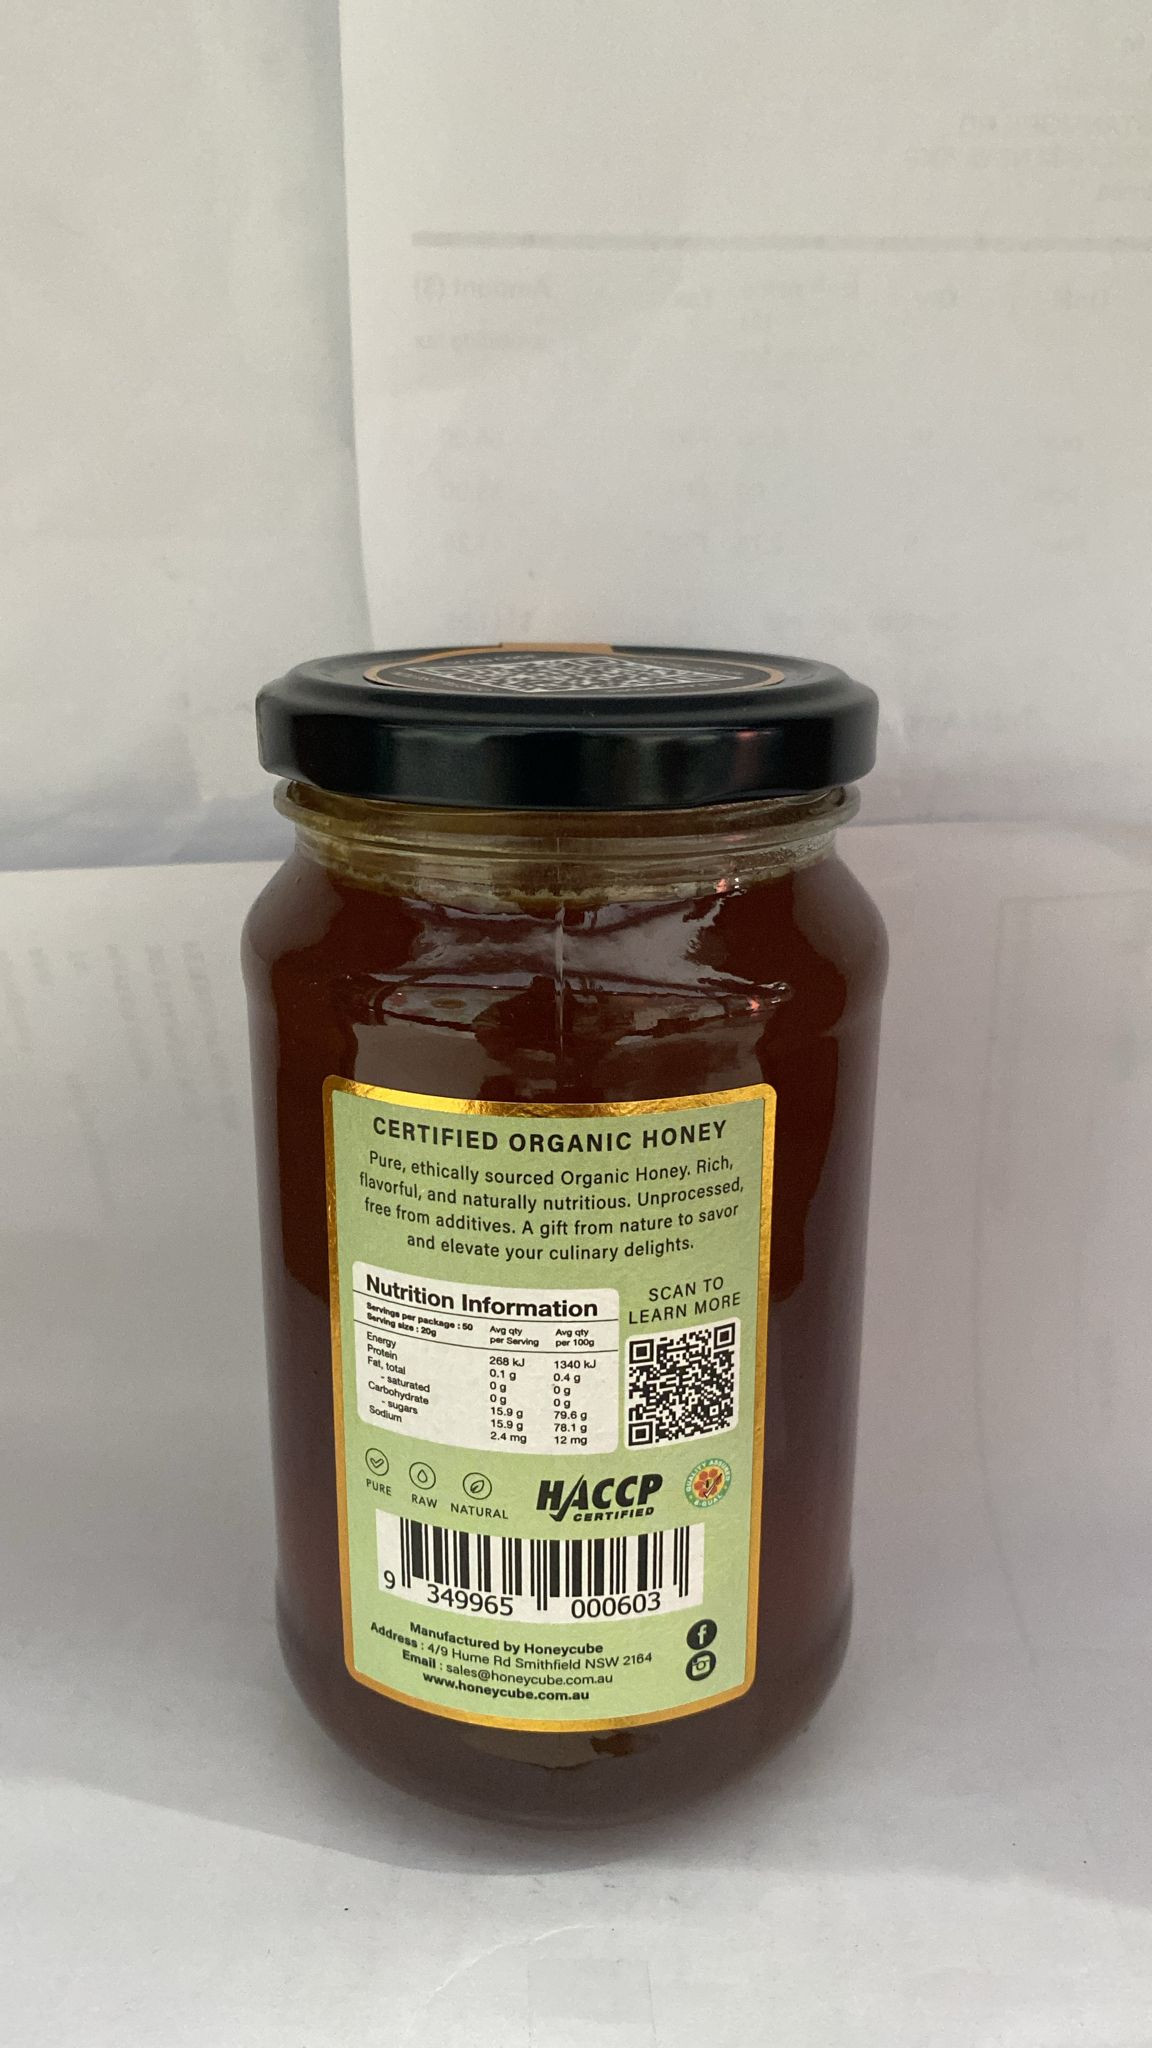 CERTIFIED ORGANIC HONEY
Pure, ethically sourced Organic Honey. Rich,
flavorful, and naturally nutritious. Unprocessed,
free from additives. A gift from nature to savor
and elevate your culinary delights.
Nutrition Information
Servings per package : 50
Serving size : 20g
Avg qty per Serving Avg qty per 100g
Energy 268 kJ 1340 kJ
Protein 0.1 g 0.4 g
Fat, total 0 g 0 g
- saturated 0 g 0 g
Carbohydrate 15.9 g 79.6 g
- sugars 15.9 g 78.1 g
Sodium 2.4 mg 12 mg
SCAN TO
LEARN MORE
PURE
RAW
NATURAL
HACCP
CERTIFIED
QUALITY ASSURED
B-QUAL
9 349965 000603
Manufactured by Honeycube
Address : 4/9 Hume Rd Smithfield NSW 2164
Email : sales@honeycube.com.au
www.honeycube.com.au